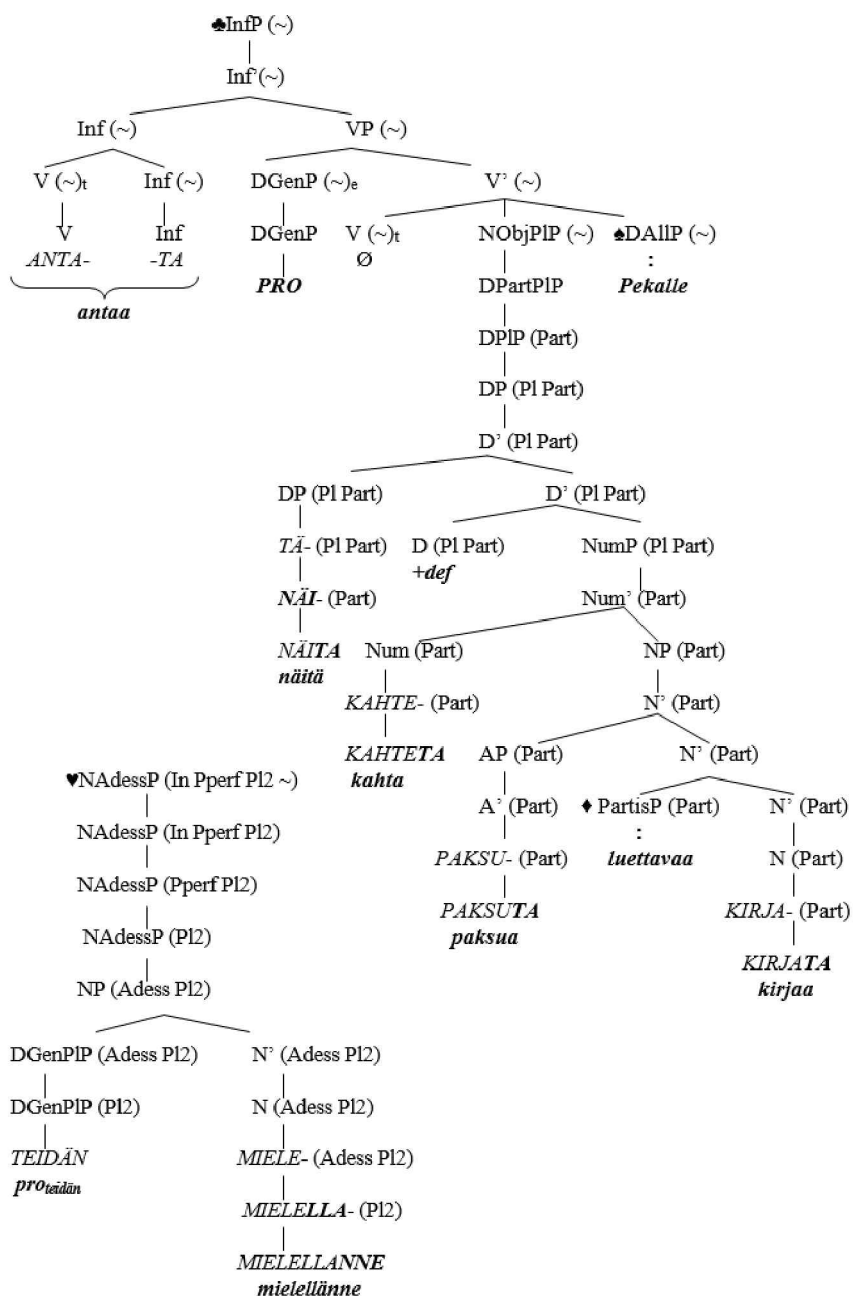 ♣InfP (~)
Inf’(~)
Inf (~) VP (~)
V (~)t Inf (~) DGenP (~)e V’ (~)
V Inf DGenP V (~)t NObjPlP (~) ♠DAllP (~)
ANTA- -TA PRO Ø DPartPlP : Pekalle
antaa
DPlP (Part)
DP (Pl Part)
D’ (Pl Part)
DP (Pl Part) D’ (Pl Part)
TÄ- (Pl Part) D (Pl Part) NumP (Pl Part)
+def
NÄI- (Part) Num’ (Part)
NÄITA Num (Part) NP (Part)
näitä
KAHTE- (Part) N’ (Part)
KAHTETA AP (Part) N’ (Part)
kahta
♥NAdessP (In Pperf Pl2 ~) A’ (Part) ♦ PartisP (Part) N’ (Part)
:
NAdessP (In Pperf Pl2) PAKSU- (Part) luettavaa N (Part)
NAdessP (Pperf Pl2) PAKSUTA KIRJA- (Part)
paksua
NAdessP (Pl2) KIRJATA
kirjaa
NP (Adess Pl2)
DGenPlP (Adess Pl2) N’ (Adess Pl2)
DGenPlP (Pl2) N (Adess Pl2)
TEIDÄN MIELE- (Adess Pl2)
proteidän
MIELELLA- (Pl2)
MIELELLANNE
mielellänne